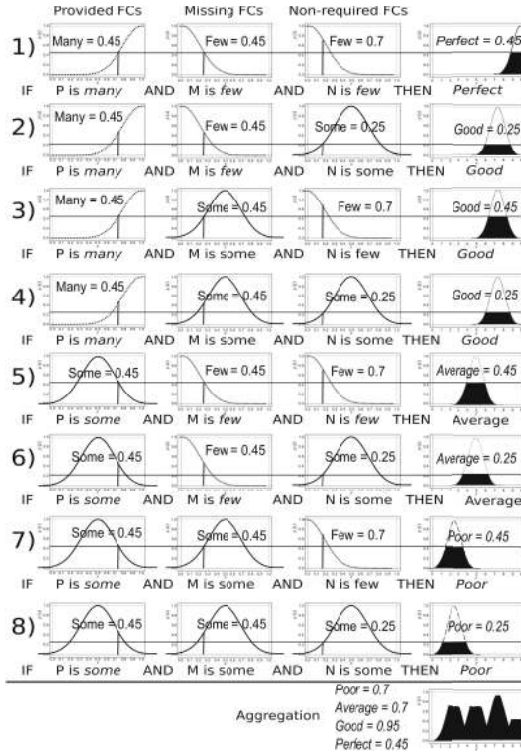 Provided FCs Missing FCs Non-required FCs
1) Many = 0.45 Few = 0.45 Few = 0.7 Perfect = 0.45
IF P is many AND M is few AND N is few THEN Perfect
2) Many = 0.45 Few = 0.45 Some = 0.25 Good = 0.25
IF P is many AND M is few AND N is some THEN Good
3) Many = 0.45 Some = 0.45 Few = 0.7 Good = 0.45
IF P is many AND M is some AND N is few THEN Good
4) Many = 0.45 Some = 0.45 Some = 0.25 Good = 0.25
IF P is many AND M is some AND N is some THEN Good
5) Some = 0.45 Few = 0.45 Few = 0.7 Average = 0.45
IF P is some AND M is few AND N is few THEN Average
6) Some = 0.45 Few = 0.45 Some = 0.25 Average = 0.25
IF P is some AND M is few AND N is some THEN Average
7) Some = 0.45 Some = 0.45 Few = 0.7 Poor = 0.45
IF P is some AND M is some AND N is few THEN Poor
8) Some = 0.45 Some = 0.45 Some = 0.25 Poor = 0.25
IF P is some AND M is some AND N is some THEN Poor
Aggregation
Poor = 0.7
Average = 0.7
Good = 0.95
Perfect = 0.45